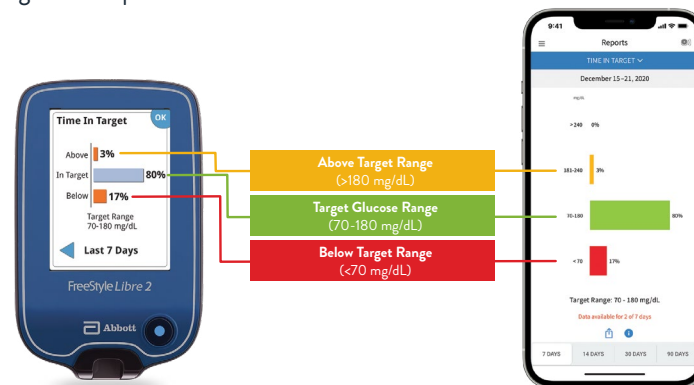 Time In Target
OK
Above 3%
In Target 80%
Below 17%
Target Range
70-180 mg/dL
Last 7 Days
FreeStyle Libre 2
Abbott
Above Target Range
(>180 mg/dL)
Target Glucose Range
(70-180 mg/dL)
Below Target Range
(<70 mg/dL)
9:41
Reports
TIME IN TARGET
December 15 -21, 2020
mg/dL
>240 0%
181-240 3%
70-180 80%
<70 17%
Target Range: 70 - 180 mg/dL
Data available for 2 of 7 days
7 DAYS 14 DAYS 30 DAYS 90 DAYS